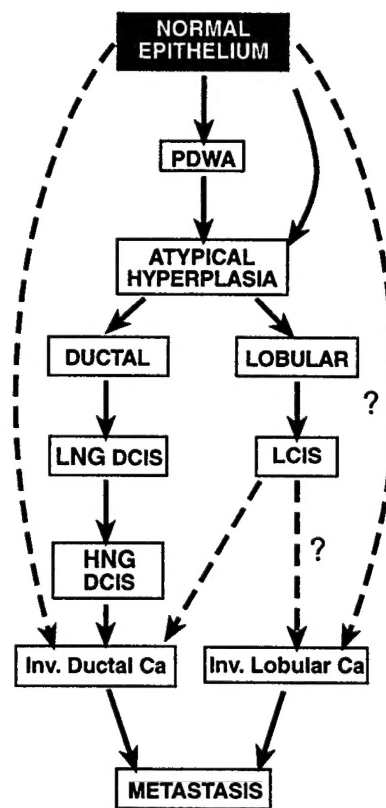 NORMAL
EPITHELIUM
PDWA
ATYPICAL
HYPERPLASIA
DUCTAL
LOBULAR
?
LNG DCIS
LCIS
HNG
DCIS
?
Inv. Ductal Ca
Inv. Lobular Ca
METASTASIS